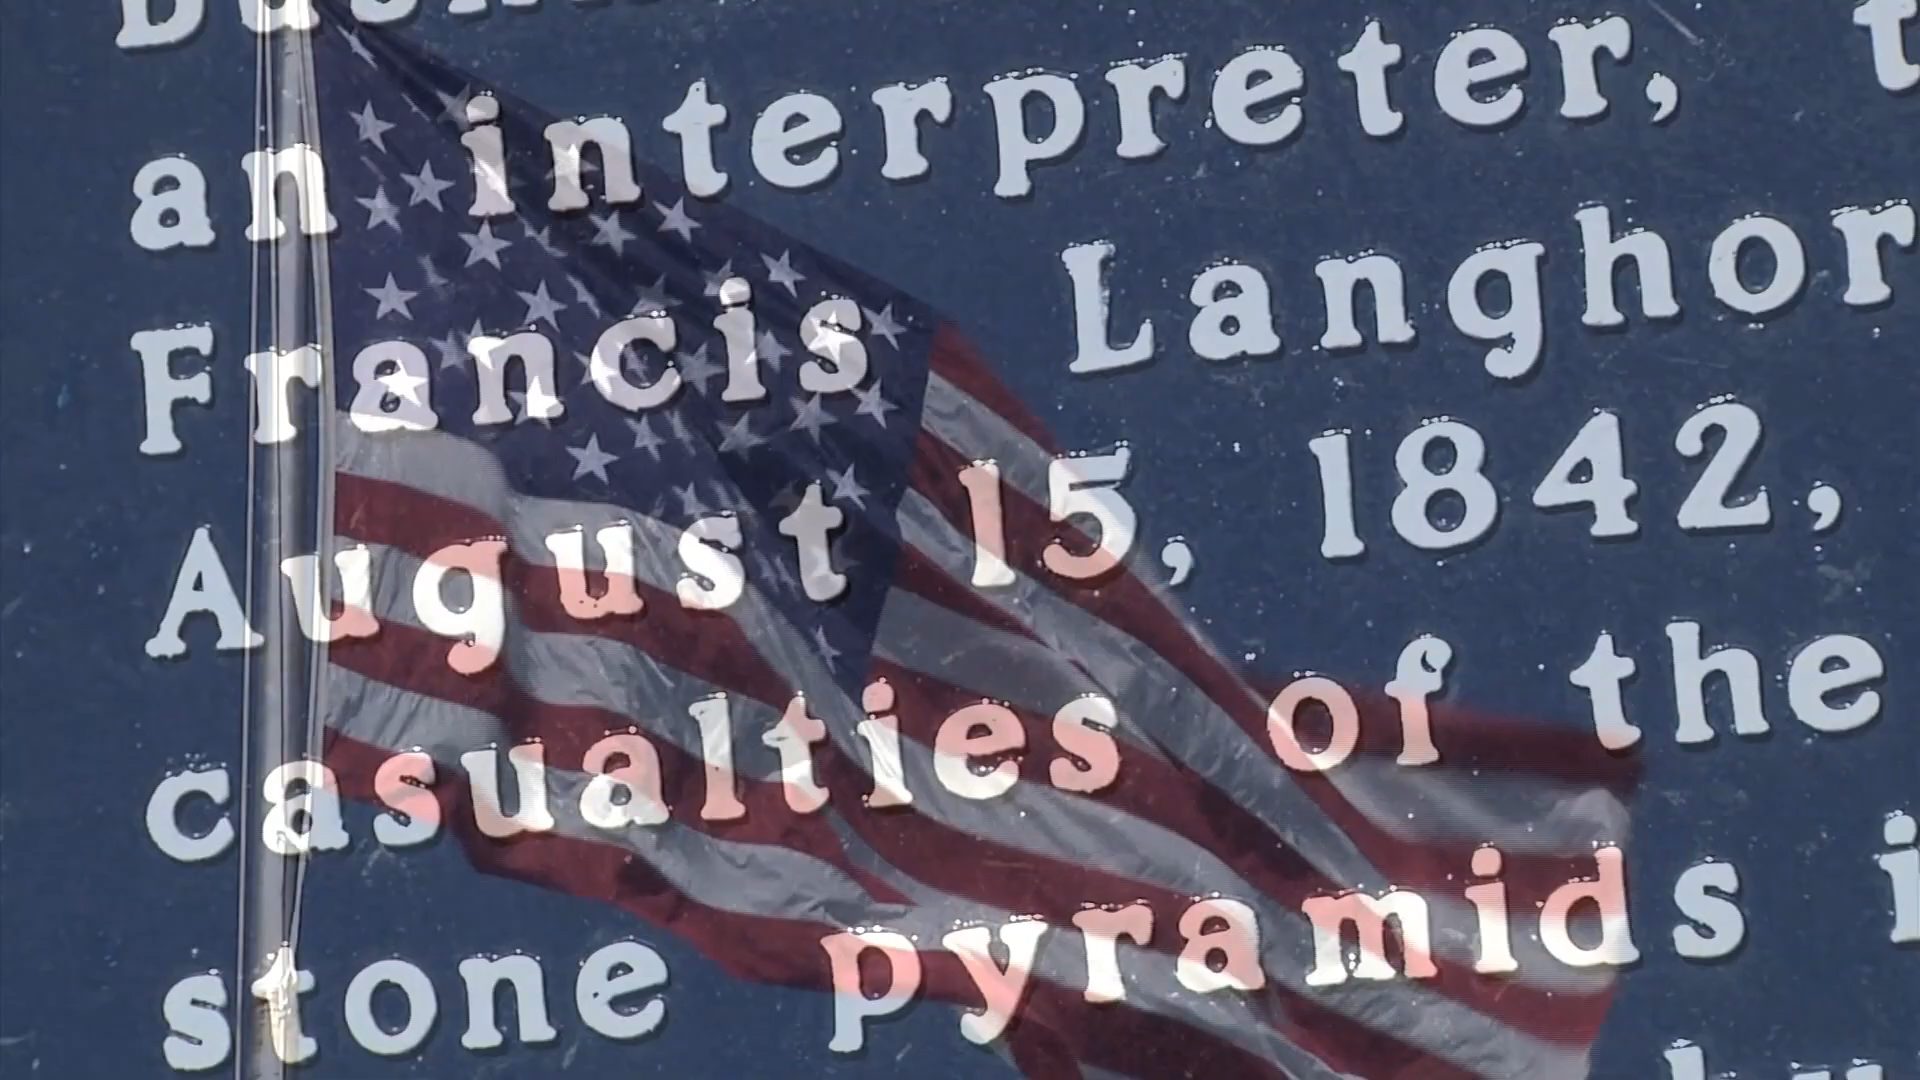 an interpreter,
Francis Langhor
August 15, 1842,
casualties of the
stone pyramids